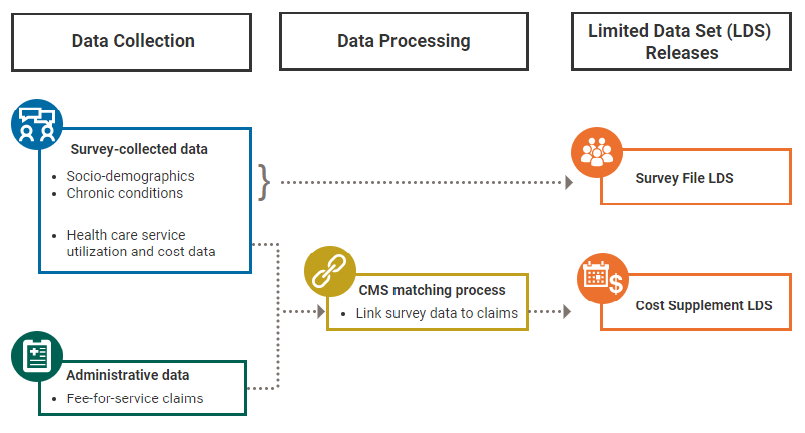 Data Collection
Data Processing
Limited Data Set (LDS)
Releases
Survey-collected data
• Socio-demographics
• Chronic conditions
• Health care service
utilization and cost data
}
Survey File LDS
CMS matching process
• Link survey data to claims
$
Cost Supplement LDS
Administrative data
• Fee-for-service claims